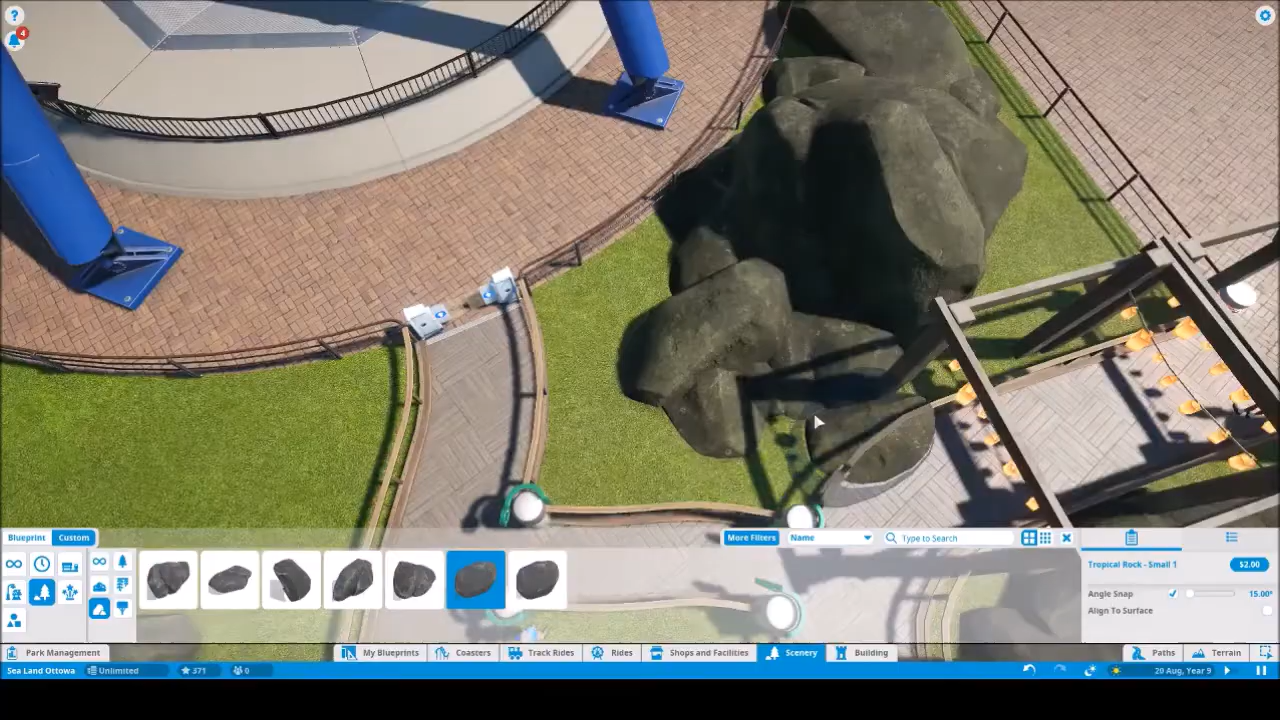 ?
4
Blueprint Custom
More Filters Name Type to Search
Tropical Rock - Small 1 $2.00
Angle Snap 15.00°
Align To Surface
Park Management My Blueprints Coasters Track Rides Rides Shops and Facilities Scenery Building Paths Terrain
Sea Land Ottowa Unlimited 371 0 20 Aug, Year 9